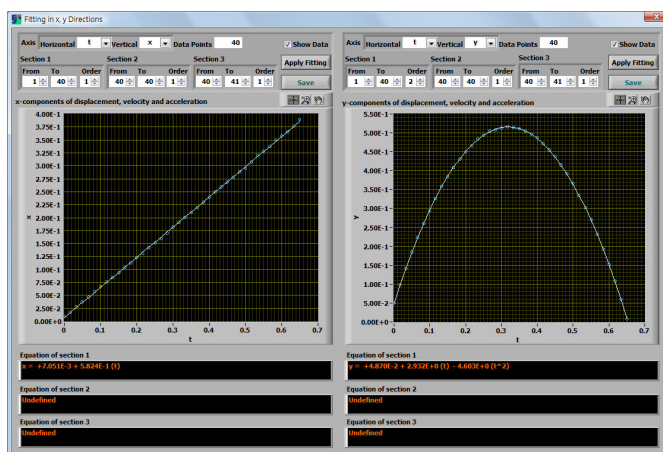 Fitting in x, y Directions
Axis Horizontal t Vertical x Data Points 40 Show Data
Section 1 Section 2 Section 3
From To Order From To Order From To Order Apply Fitting
1 40 1 40 40 1 40 41 1 Save
x-components of displacement, velocity and acceleration
4.00E-1
3.75E-1
3.50E-1
3.25E-1
3.00E-1
2.75E-1
2.50E-1
2.25E-1
2.00E-1
1.75E-1
1.50E-1
1.25E-1
1.00E-1
7.50E-2
5.00E-2
2.50E-2
0.00E+0
x
0 0.1 0.2 0.3 0.4 0.5 0.6 0.7
t
Equation of section 1
x = +7.051E-3 + 5.824E-1 (t)
Equation of section 2
Undefined
Equation of section 3
Undefined
Axis Horizontal t Vertical y Data Points 40 Show Data
Section 1 Section 2 Section 3
From To Order From To Order From To Order Apply Fitting
1 40 2 40 40 1 40 41 1 Save
y-components of displacement, velocity and acceleration
5.50E-1
5.00E-1
4.50E-1
4.00E-1
3.50E-1
3.00E-1
2.50E-1
2.00E-1
1.50E-1
1.00E-1
5.00E-2
0.00E+0
y
0 0.1 0.2 0.3 0.4 0.5 0.6 0.7
t
Equation of section 1
y = +4.870E-2 + 2.932E+0 (t) - 4.603E+0 (t^2)
Equation of section 2
Undefined
Equation of section 3
Undefined